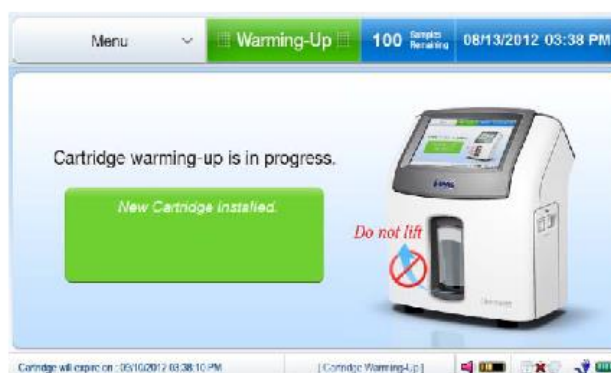 Menu
Warming-Up
100 Samples Remaining
08/13/2012 03:38 PM
Cartridge warming-up is in progress.
New Cartridge Installed.
Do not lift
Cartridge will expire on : 09/10/2012 03:38:10 PM
[ Cartridge Warming-Up ]